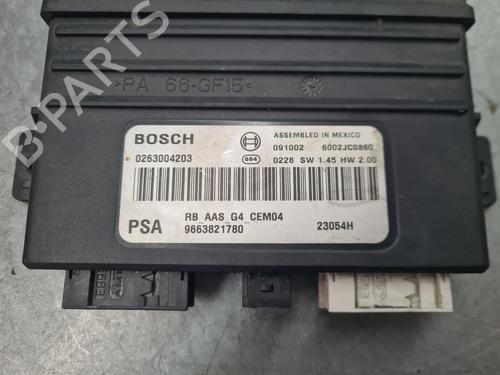 B-PARTS
>PA 66-GF15<
BOSCH
ASSEMBLED IN MEXICO
091002 6002JC0860
0263004203
664 0228 SW 1.45 HW 2.00
RB_AAS_G4_CEM04
PSA 9663821780 23054H